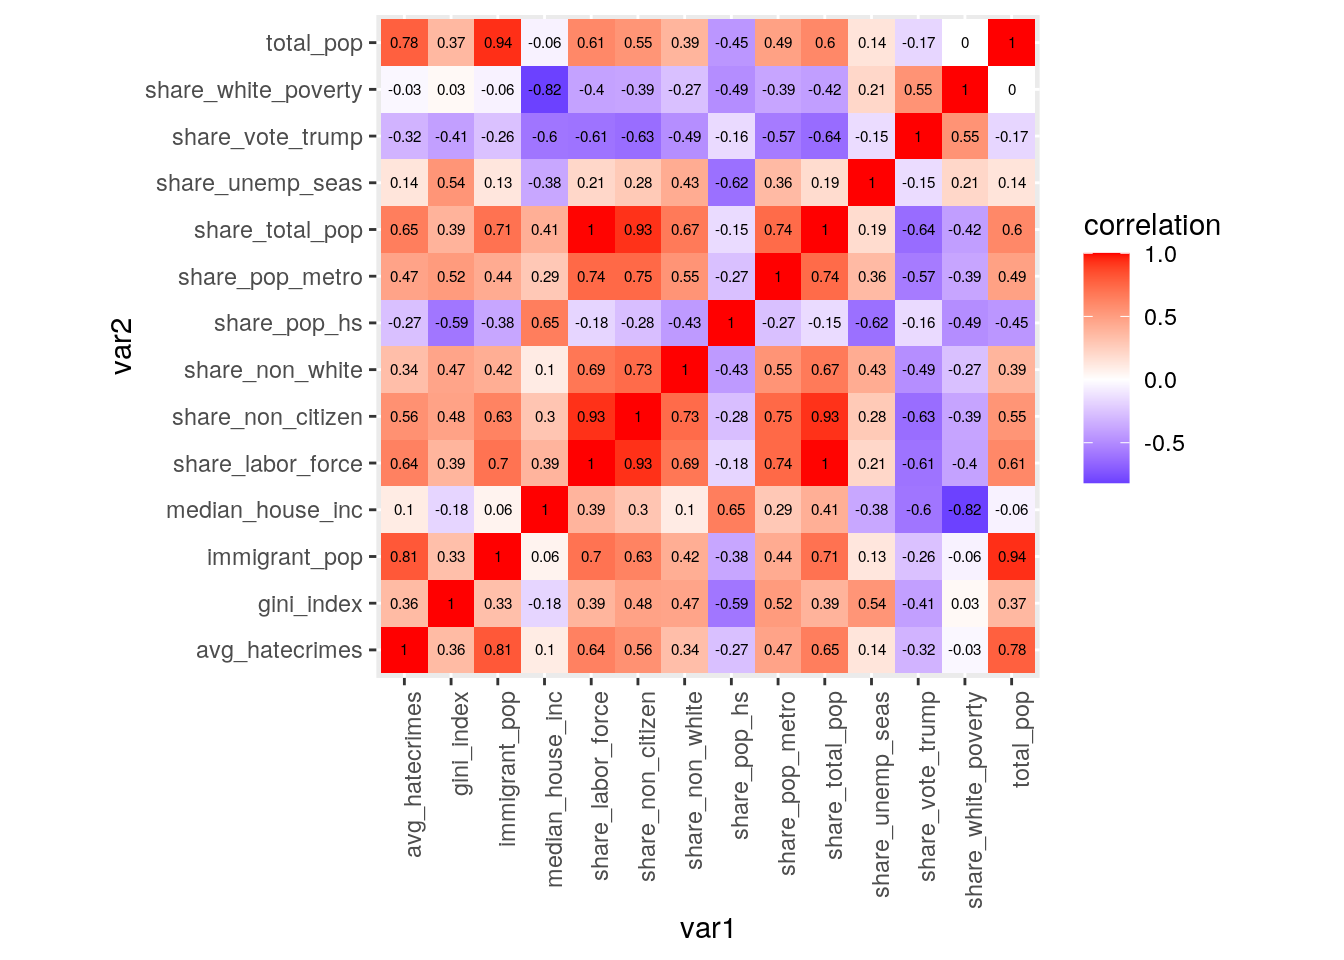 total_pop 0.78 0.37 0.94 -0.06 0.61 0.55 0.39 -0.45 0.49 0.6 0.14 -0.17 0 1
share_white_poverty -0.03 0.03 -0.06 -0.82 -0.4 -0.39 -0.27 -0.49 -0.39 -0.42 0.21 0.55 1 0
share_vote_trump -0.32 -0.41 -0.26 -0.6 -0.61 -0.63 -0.49 -0.16 -0.57 -0.64 -0.15 1 0.55 -0.17
share_unemp_seas 0.14 0.54 0.13 -0.38 0.21 0.28 0.43 -0.62 0.36 0.19 1 -0.15 0.21 0.14
share_total_pop 0.65 0.39 0.71 0.41 1 0.93 0.67 -0.15 0.74 1 0.19 -0.64 -0.42 0.6
share_pop_metro 0.47 0.52 0.44 0.29 0.74 0.75 0.55 -0.27 1 0.74 0.36 -0.57 -0.39 0.49
share_pop_hs -0.27 -0.59 -0.38 0.65 -0.18 -0.28 -0.43 1 -0.27 -0.15 -0.62 -0.16 -0.49 -0.45
share_non_white 0.34 0.47 0.42 0.1 0.69 0.73 1 -0.43 0.55 0.67 0.43 -0.49 -0.27 0.39
share_non_citizen 0.56 0.48 0.63 0.3 0.93 1 0.73 -0.28 0.75 0.93 0.28 -0.63 -0.39 0.55
share_labor_force 0.64 0.39 0.7 0.39 1 0.93 0.69 -0.18 0.74 1 0.21 -0.61 -0.4 0.61
median_house_inc 0.1 -0.18 0.06 1 0.39 0.3 0.1 0.65 0.29 0.41 -0.38 -0.6 -0.82 -0.06
immigrant_pop 0.81 0.33 1 0.06 0.7 0.63 0.42 -0.38 0.44 0.71 0.13 -0.26 -0.06 0.94
gini_index 0.36 1 0.33 -0.18 0.39 0.48 0.47 -0.59 0.52 0.39 0.54 -0.41 0.03 0.37
avg_hatecrimes 1 0.36 0.81 0.1 0.64 0.56 0.34 -0.27 0.47 0.65 0.14 -0.32 -0.03 0.78
var2
avg_hatecrimes
gini_index
immigrant_pop
median_house_inc
share_labor_force
share_non_citizen
share_non_white
share_pop_hs
share_pop_metro
share_total_pop
share_unemp_seas
share_vote_trump
share_white_poverty
total_pop
var1
correlation
1.0
0.5
0.0
-0.5